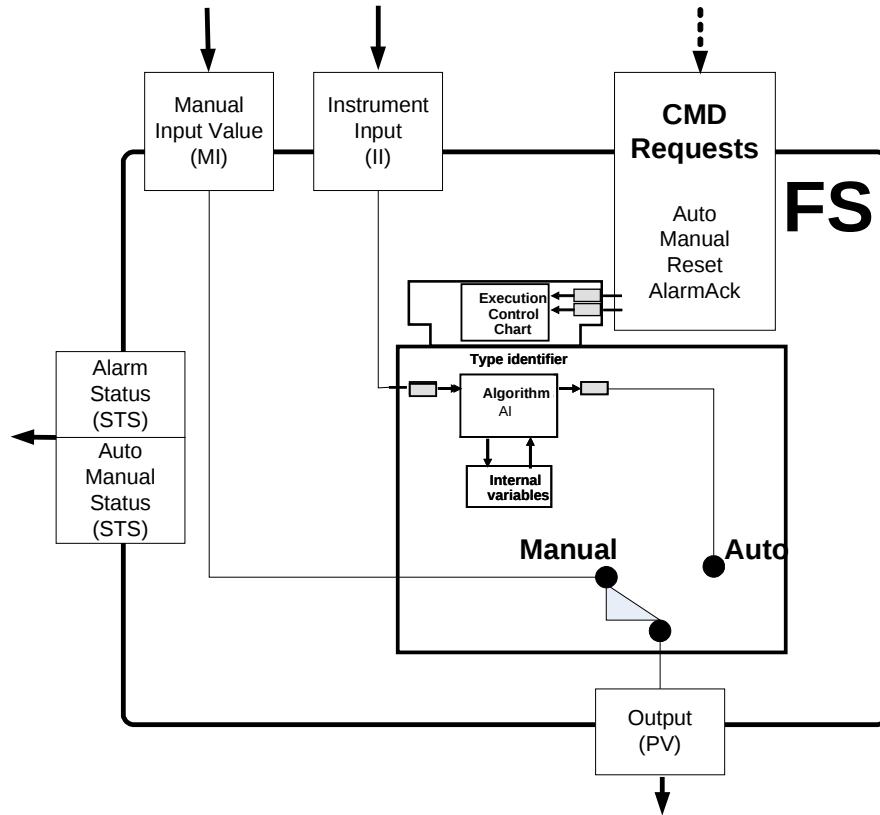 Manual
Input Value
(MI)
Instrument
Input
(II)
CMD
Requests
Auto
Manual
Reset
AlarmAck
FS
Execution
Control
Chart
Type identifier
Algorithm
AI
Internal
variables
Alarm
Status
(STS)
Auto
Manual
Status
(STS)
Manual
Auto
Output
(PV)